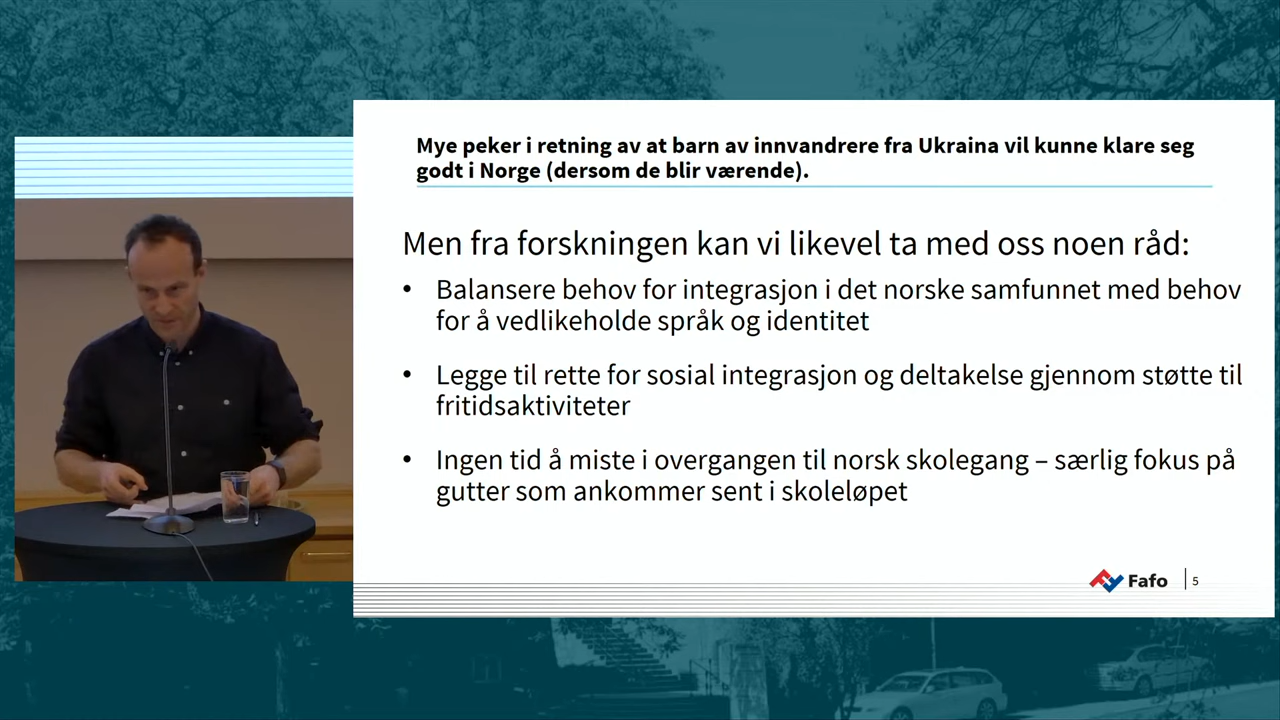 Mye peker i retning av at barn av innvandrere fra Ukraina vil kunne klare seg
godt i Norge (dersom de blir værende).
Men fra forskningen kan vi likevel ta med oss noen råd:
• Balansere behov for integrasjon i det norske samfunnet med behov
for å vedlikeholde språk og identitet
• Legge til rette for sosial integrasjon og deltakelse gjennom støtte til
fritidsaktiviteter
• Ingen tid å miste i overgangen til norsk skolegang – særlig fokus på
gutter som ankommer sent i skoleløpet
Fafo
5